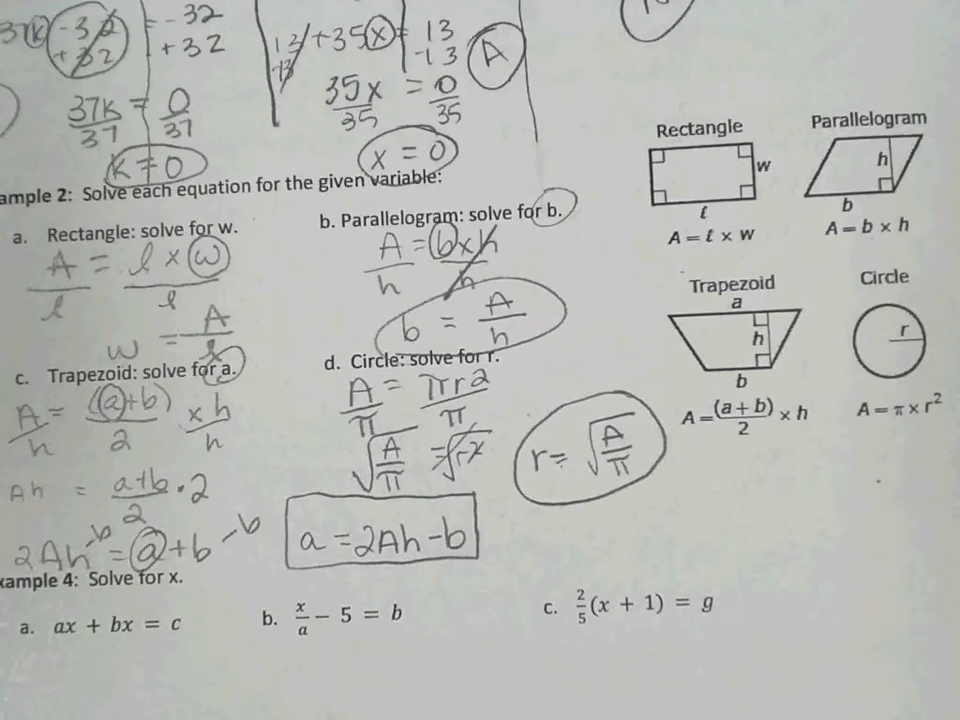 37k -32 = -32
+32 +32
37k/37 = 0/37
k = 0
13 + 35x = 13
-13 -13
A
35x/35 = 0/35
x = 0
ample 2: Solve each equation for the given variable:
a. Rectangle: solve for w.
A/l = l × w/l
w = A/l
b. Parallelogram: solve for b.
A/h = b×h/h
b = A/h
c. Trapezoid: solve for a.
A/h = (a+b)/2 × h/h
Ah = a+b/2 · 2
2Ah -b = a+b -b
a = 2Ah - b
d. Circle: solve for r.
A/π = πr2/π
√A/π = √r2
r = √A/π
Rectangle
w
ℓ
A = ℓ × w
Parallelogram
h
b
A = b × h
Trapezoid
a
h
b
A = (a + b)/2 × h
Circle
r
A = π × r²
xample 4: Solve for x.
a. ax + bx = c
b. x/a − 5 = b
c. 2/5(x + 1) = g